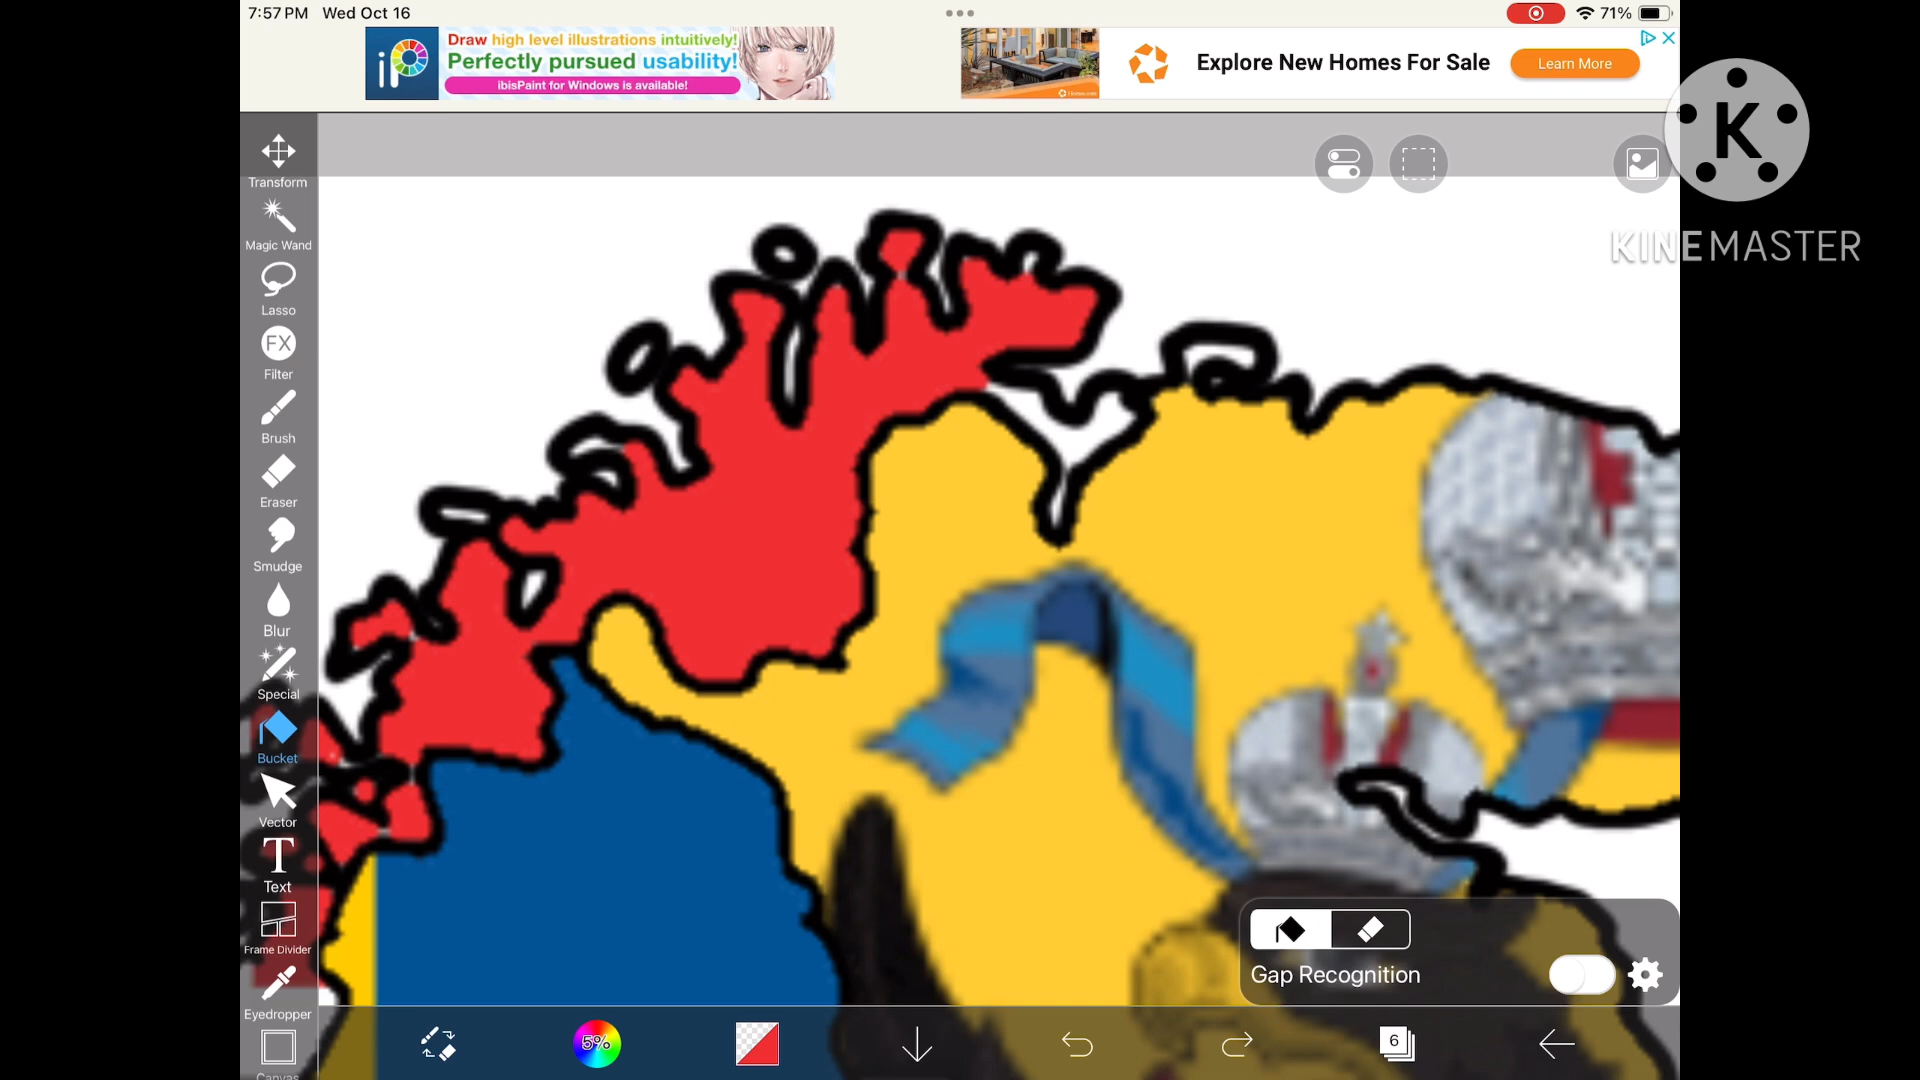 7:57 PM Wed Oct 16
71%
Draw high level illustrations intuitively!
Perfectly pursued usability!
ibisPaint for Windows is available!
Explore New Homes For Sale
Learn More
K
KINEMASTER
Transform
Magic Wand
Lasso
FX
Filter
Brush
Eraser
Smudge
Blur
Special
Bucket
Vector
T
Text
Frame Divider
Eyedropper
Canvas
Gap Recognition
5%
6